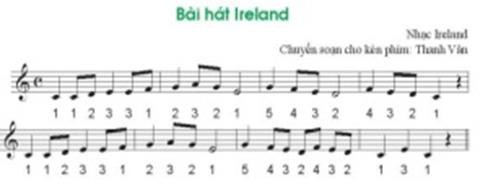 Bài hát Ireland
Nhạc Ireland
Chuyển soạn cho kèn phím: Thanh Vân
1 1 2 3 3 1 2 3 2 1 5 4 3 2 4 3 2 1
1 1 2 3 3 1 2 3 2 1 5 4 3 2 4 3 2 1 3 1